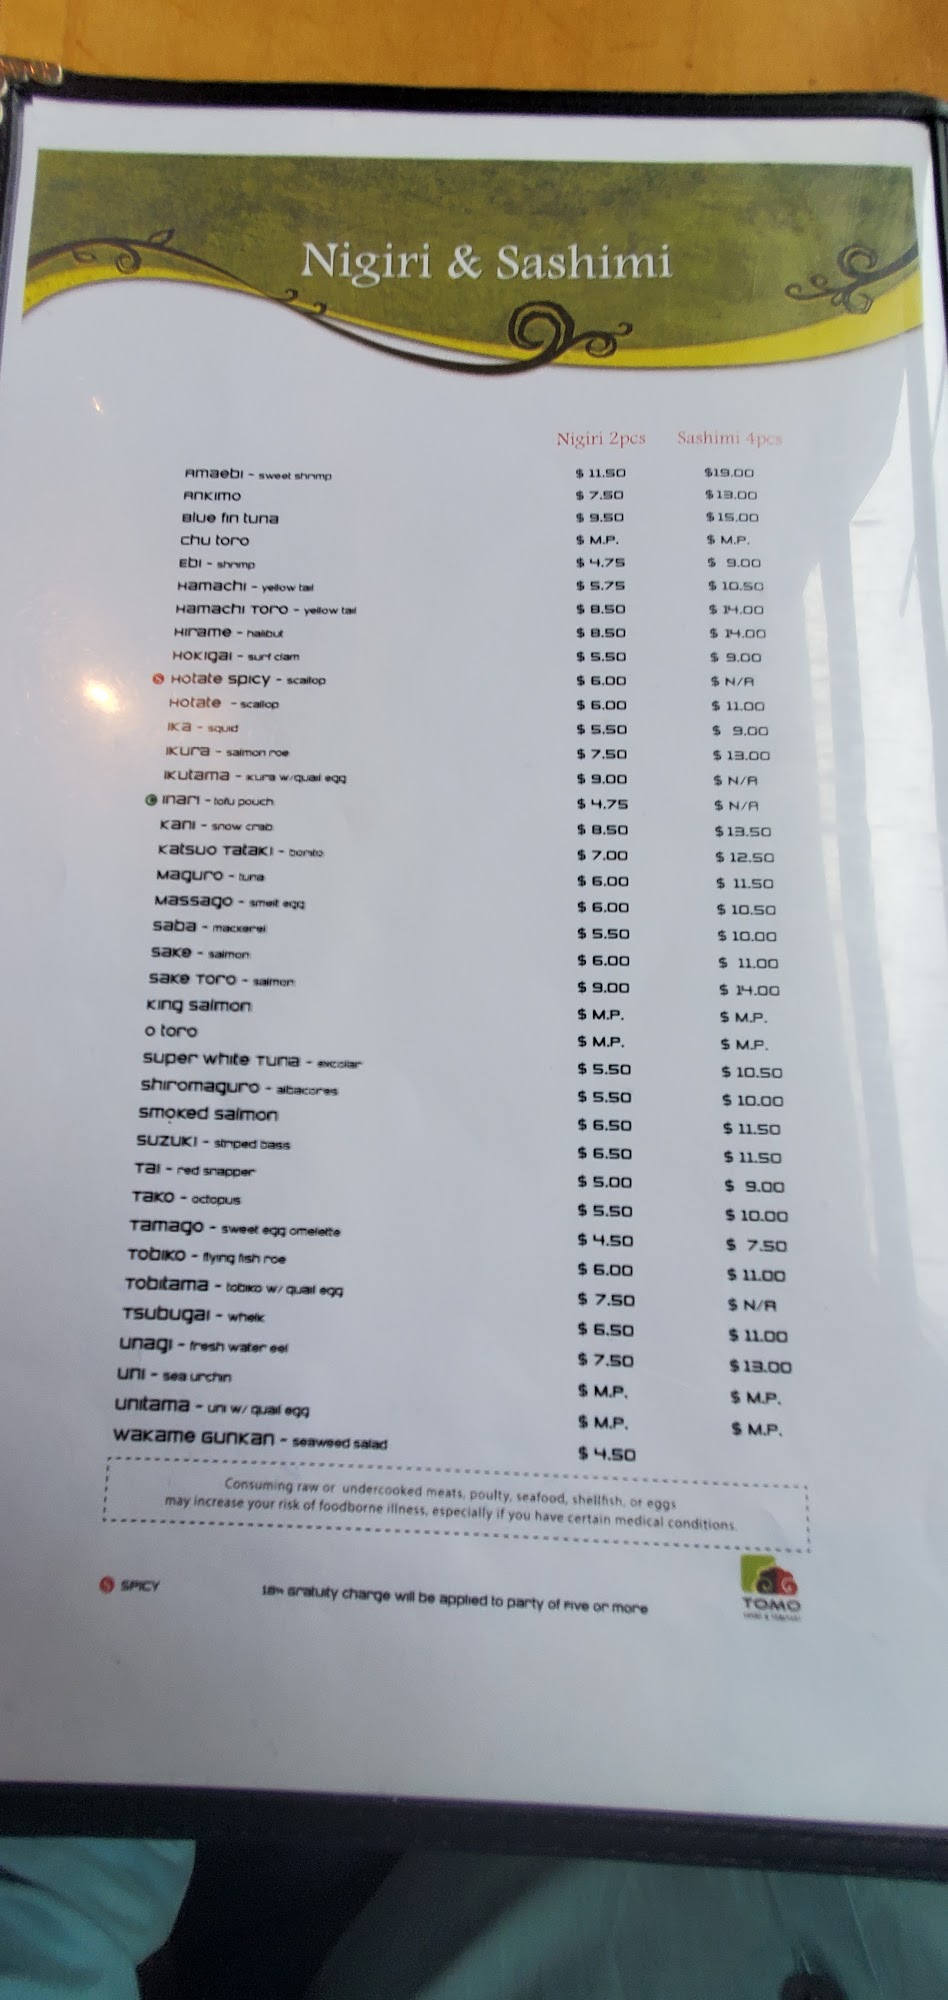 Nigiri & Sashimi
Nigiri 2pcs Sashimi 4pcs
Amaebi - sweet shrimp $ 11.50 $19.00
Ankimo $ 7.50 $13.00
Blue fin tuna $ 9.50 $15.00
chu toro $ M.P. $ M.P.
Ebi - shrimp $ 4.75 $ 9.00
Hamachi - yellow tail $ 5.75 $ 10.50
Hamachi Toro - yellow tail $ 8.50 $ 14.00
Hirame - halibut $ 8.50 $ 14.00
Hokigai - surf clam $ 5.50 $ 9.00
S Hotate spicy - scallop $ 6.00 $ N/A
Hotate - scallop $ 6.00 $ 11.00
Ika - squid $ 5.50 $ 9.00
Ikura - salmon roe $ 7.50 $ 13.00
Ikutama - ikura w/quail egg $ 9.00 $ N/A
Inari - tofu pouch $ 4.75 $ N/A
Kani - snow crab $ 8.50 $ 13.50
Katsuo Tataki - bonito $ 7.00 $ 12.50
Maguro - tuna $ 6.00 $ 11.50
Massago - smelt egg $ 6.00 $ 10.50
saba - mackerel $ 5.50 $ 10.00
sake - salmon $ 6.00 $ 11.00
sake Toro - salmon $ 9.00 $ 14.00
King salmon $ M.P. $ M.P.
o toro $ M.P. $ M.P.
super white Tuna - escolar $ 5.50 $ 10.50
shiromaguro - albacores $ 5.50 $ 10.00
smoked salmon $ 6.50 $ 11.50
suzuki - striped bass $ 6.50 $ 11.50
Tai - red snapper $ 5.00 $ 9.00
Tako - octopus $ 5.50 $ 10.00
Tamago - sweet egg omelette $ 4.50 $ 7.50
Tobiko - flying fish roe $ 6.00 $ 11.00
Tobitama - tobiko w/ quail egg $ 7.50 $ N/A
Tsubugai - whelk $ 6.50 $ 11.00
unagi - fresh water eel $ 7.50 $ 13.00
uni - sea urchin $ M.P. $ M.P.
unitama - uni w/ quail egg $ M.P. $ M.P.
wakame Gunkan - seaweed salad $ 4.50
Consuming raw or undercooked meats, poulty, seafood, shellfish, or eggs
may increase your risk of foodborne illness, especially if you have certain medical conditions.
S spicy 18% Gratuity charge will be applied to party of Five or more
TOMO